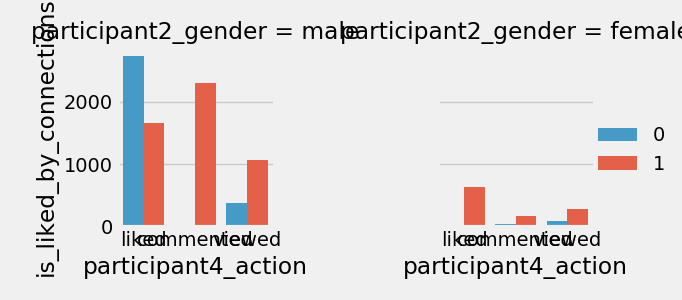 participant2_gender = male
participant2_gender = female
is_liked_by_connections
2000
1000
0
liked
commented
viewed
liked
commented
viewed
participant4_action
participant4_action
0
1